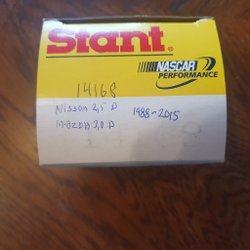 Stant®
NASCAR®
PERFORMANCE
14168
Nissan 2,5 D 1988-2015
MAZDA 2,0 D